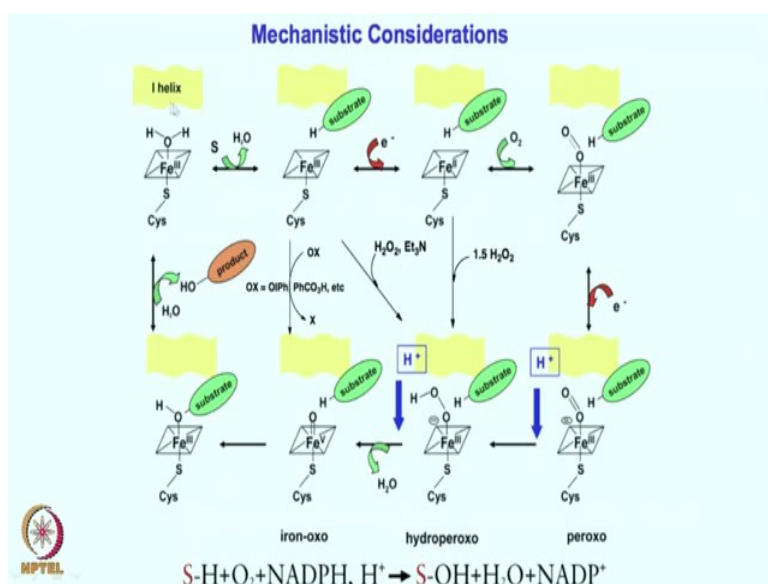 Mechanistic Considerations
I helix
substrate
substrate
substrate
H H
O
Fe^III
S
Cys
S
H₂O
H
Fe^III
S
Cys
e⁻
H
Fe^II
S
Cys
O₂
O
O
H
Fe^III
S
Cys
H₂O
HO
product
OX
OX = OIPh, PhCO₃H, etc
X
H₂O₂, Et₃N
1.5 H₂O₂
e⁻
H⁺
H⁺
substrate
substrate
substrate
substrate
H
O
Fe^III
S
Cys
H
O
Fe^V
S
Cys
H₂O
H O
H
O
Fe^III
S
Cys
O
H
O
Fe^III
S
Cys
iron-oxo
hydroperoxo
peroxo
NPTEL
S-H+O₂+NADPH, H⁺ → S-OH+H₂O+NADP⁺